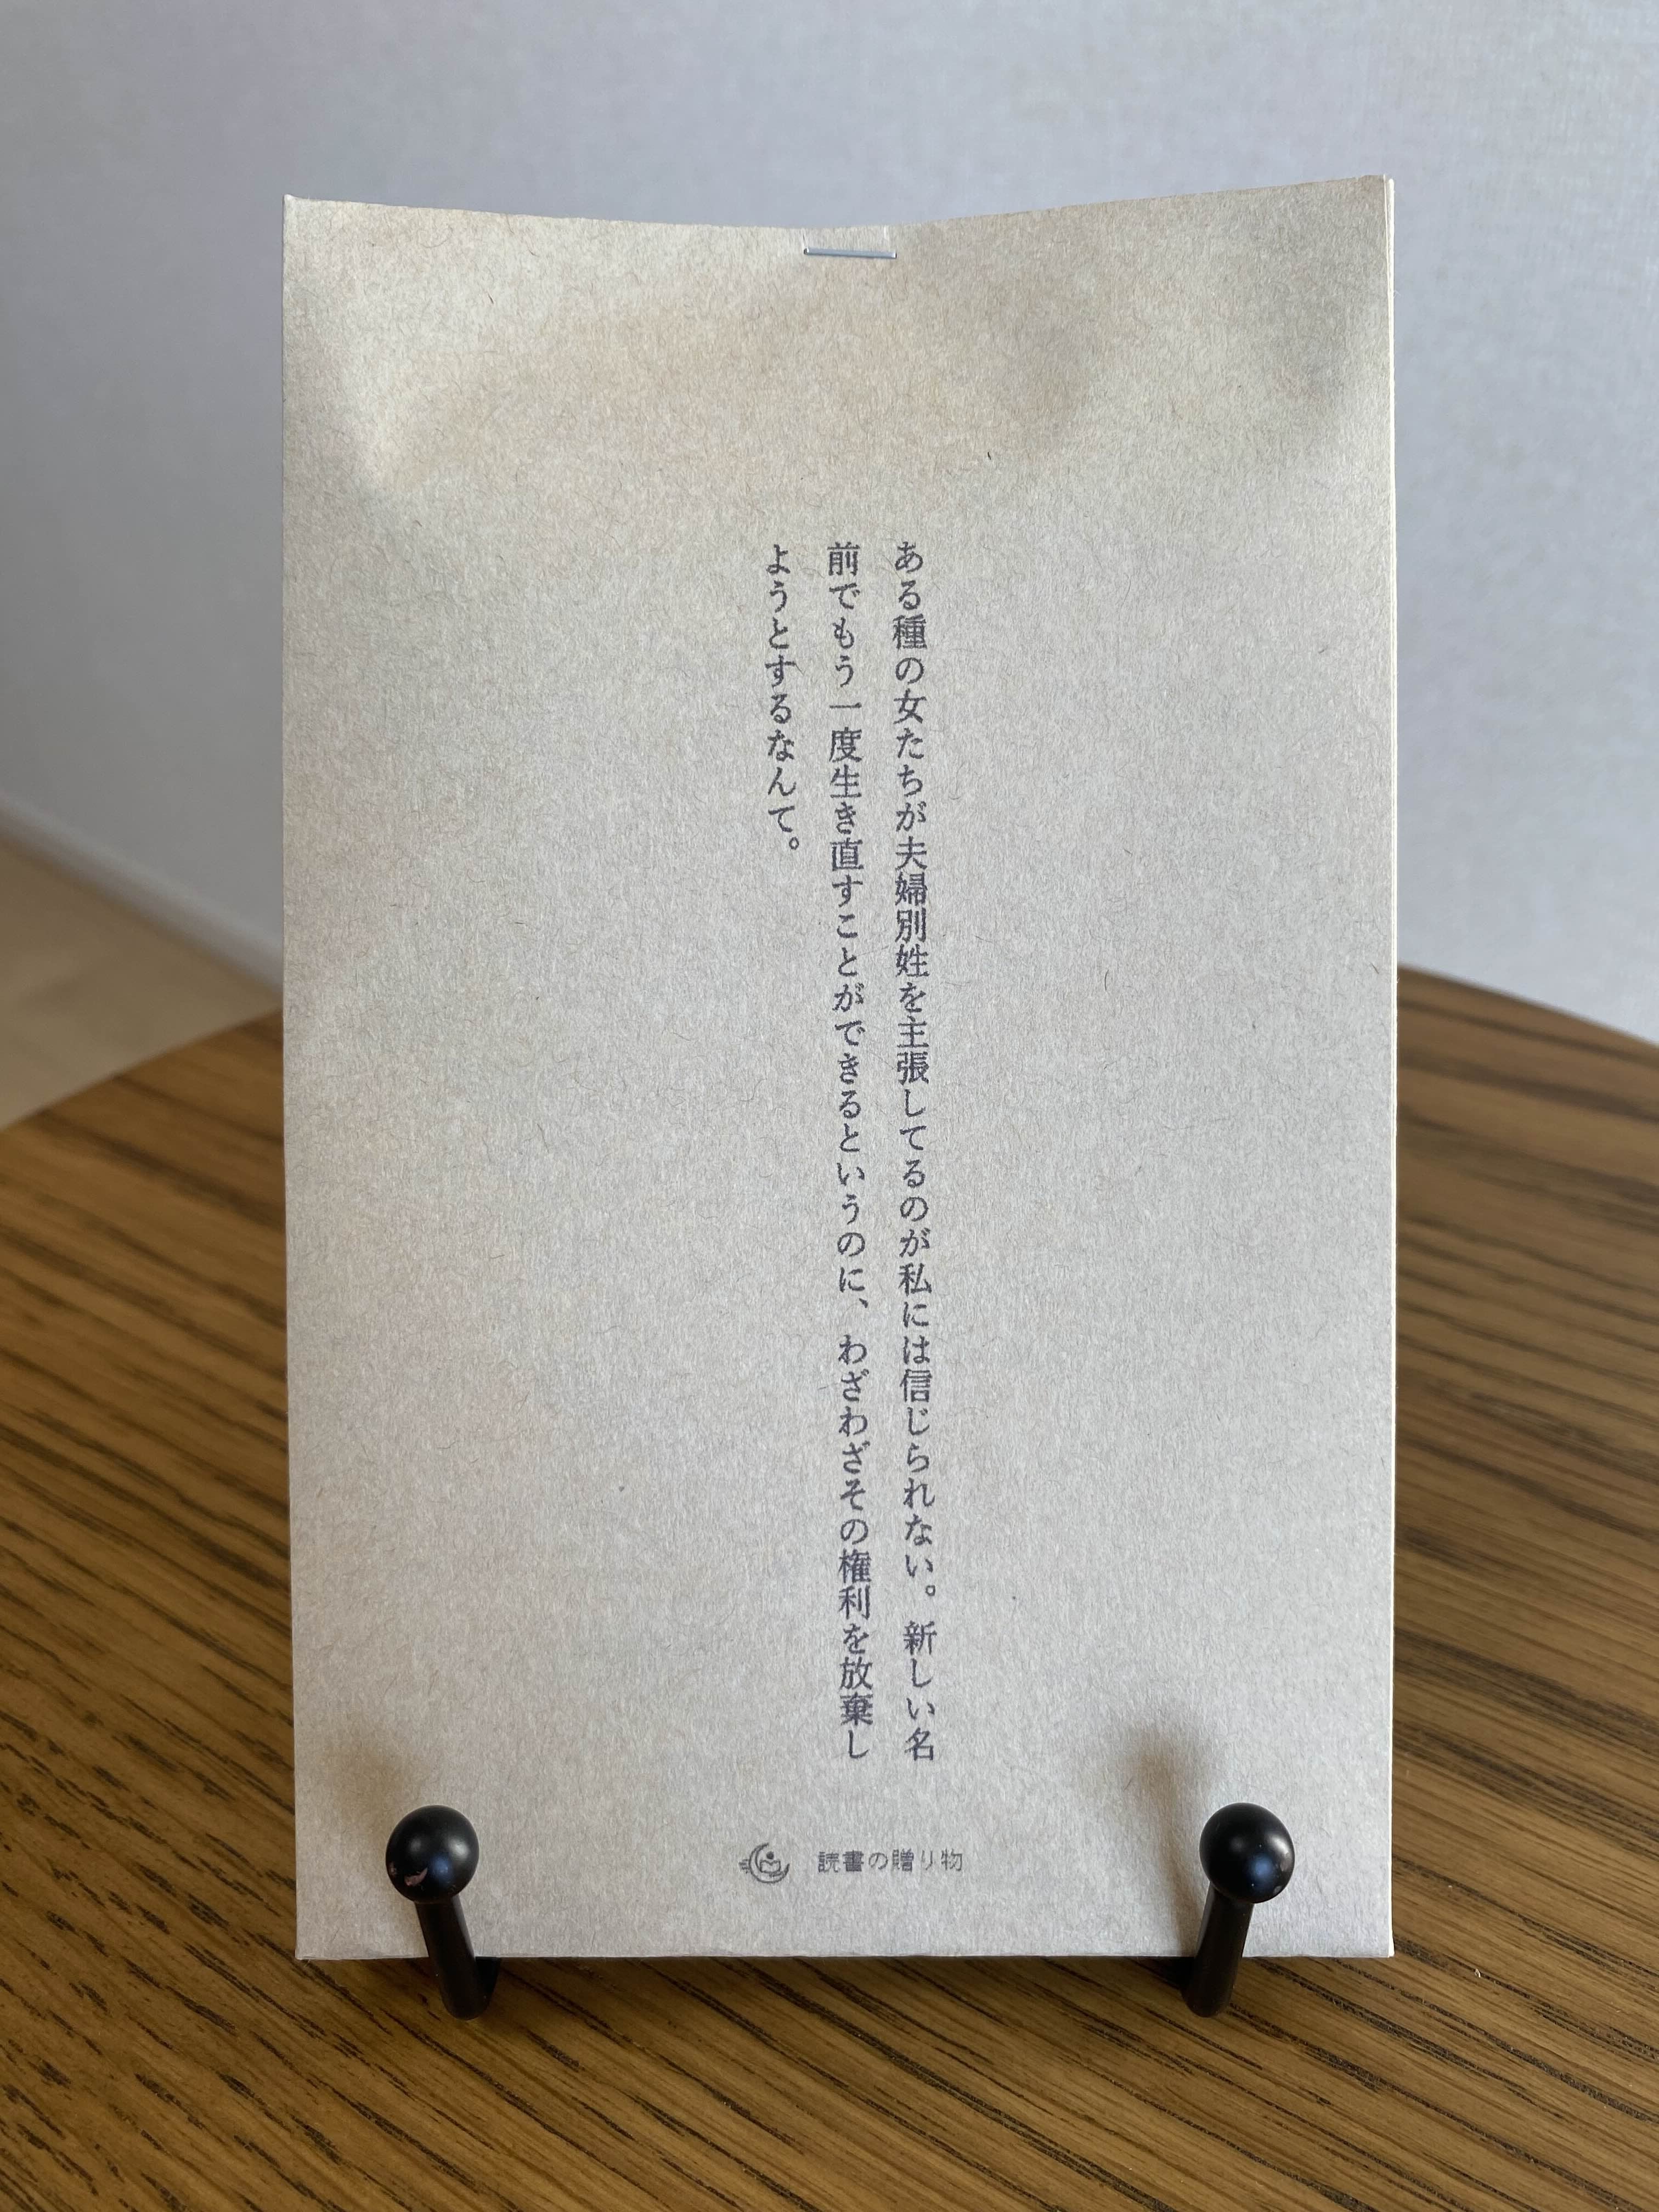 ある種の女たちが夫婦別姓を主張してるのが私には信じられない。新しい名
前でもう一度生き直すことができるというのに、わざわざその権利を放棄し
ようとするなんて。
読書の贈り物